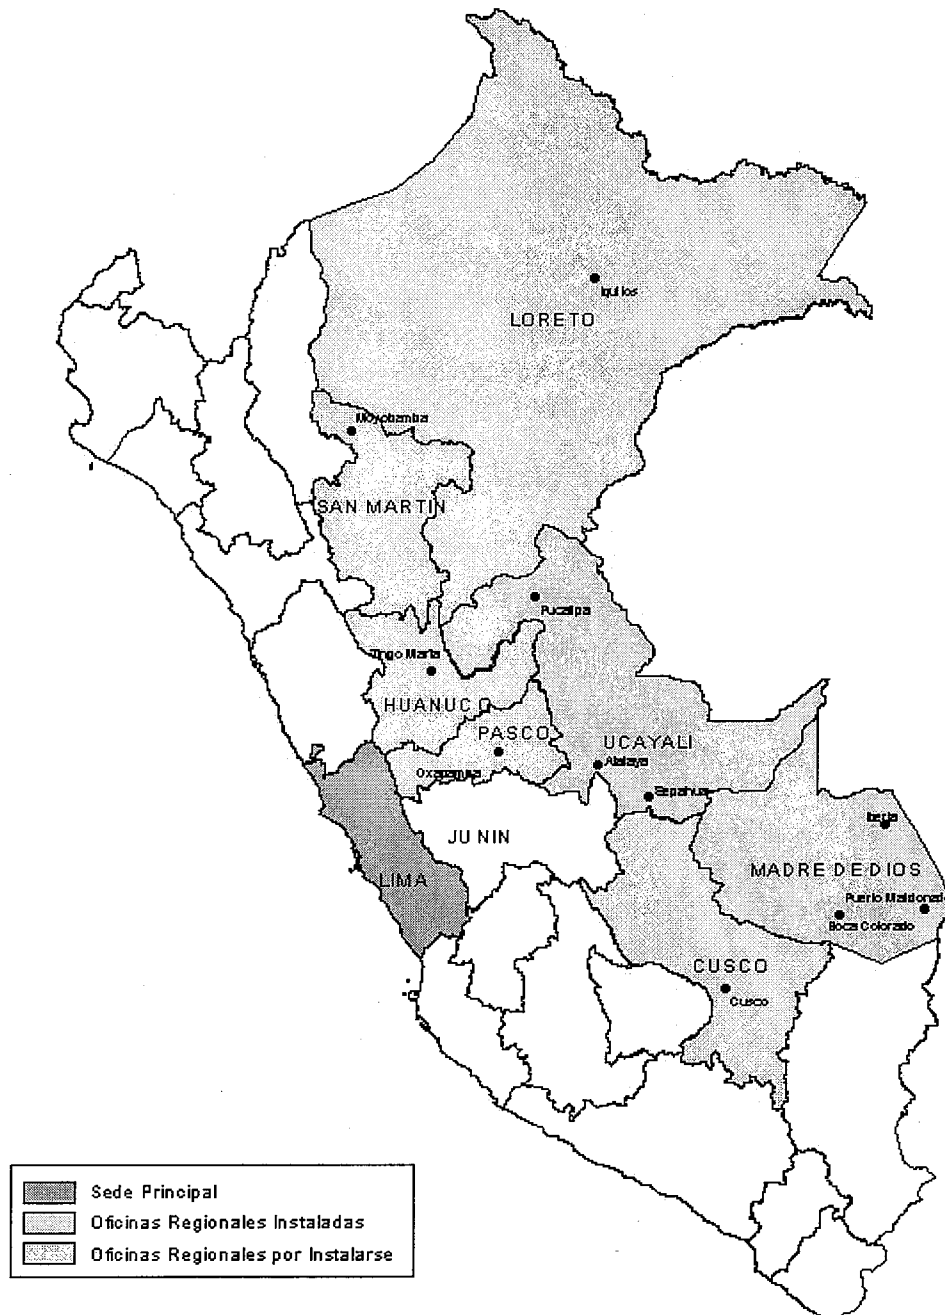 Iquitos
LORETO
Moyobamba
SAN MARTIN
Pucallpa
Tingo Maria
HUANUCO
PASCO
UCAYALI
Oxapampa
Atalaya
Sepahua
Iberia
JUNIN
MADRE DE DIOS
LIMA
Puerto Maldonado
Boca Colorado
CUSCO
Cusco
Sede Principal
Oficinas Regionales Instaladas
Oficinas Regionales por Instalarse